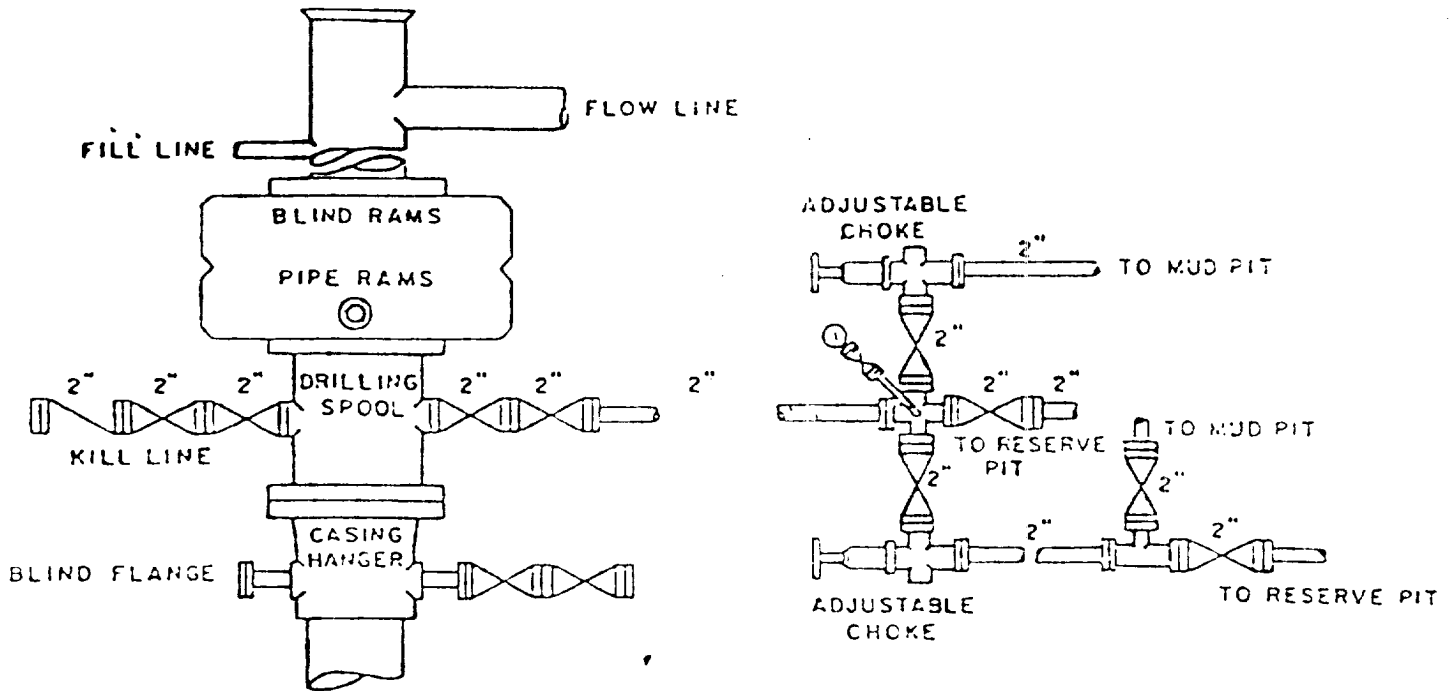 FLOW LINE
FILL LINE
BLIND RAMS
PIPE RAMS
2" 2" 2" DRILLING 2" 2" 2"
SPOOL
KILL LINE
CASING
HANGER
BLIND FLANGE
ADJUSTABLE
CHOKE
2"
TO MUD PIT
2"
2" 2"
TO RESERVE
PIT
TO MUD PIT
2"
2"
2" 2"
TO RESERVE PIT
ADJUSTABLE
CHOKE